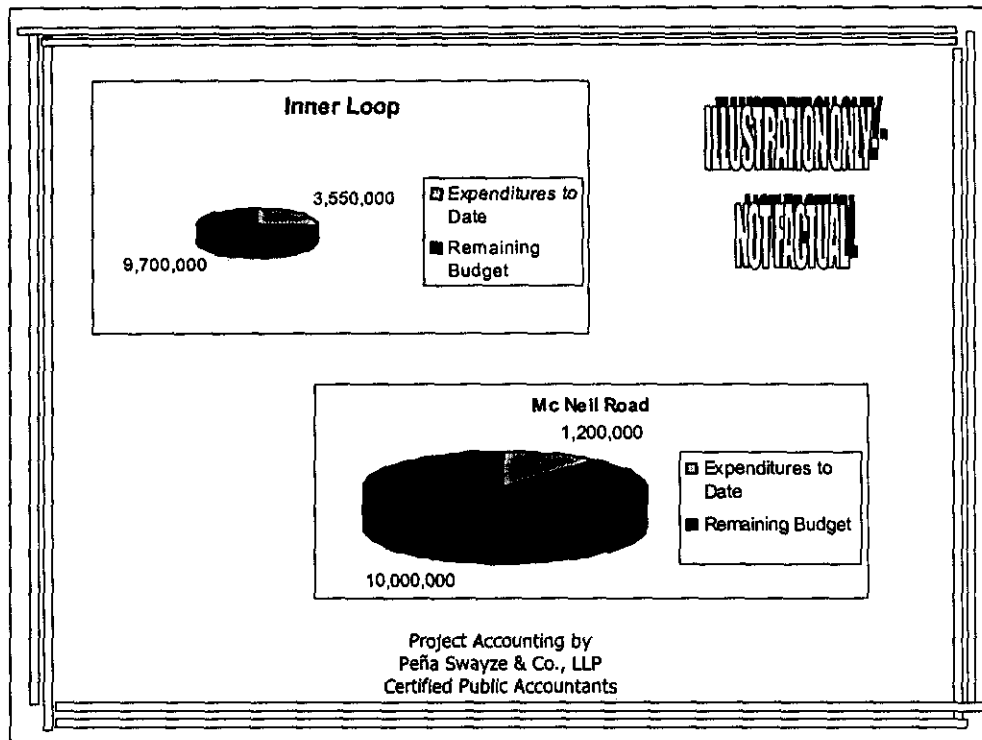 Inner Loop
3,550,000
9,700,000
Expenditures to
Date
Remaining
Budget
ILLUSTRATION ONLY-
NOT FACTUAL
Mc Neil Road
1,200,000
10,000,000
Expenditures to
Date
Remaining Budget
Project Accounting by
Peña Swayze & Co., LLP
Certified Public Accountants